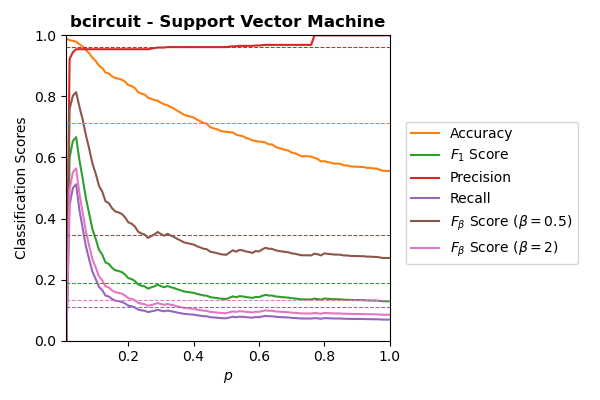 bcircuit - Support Vector Machine
Classification Scores
1.0
0.8
0.6
0.4
0.2
0.0
0.2
0.4
0.6
0.8
1.0
p
Accuracy
F₁ Score
Precision
Recall
Fᵦ Score (β = 0.5)
Fᵦ Score (β = 2)